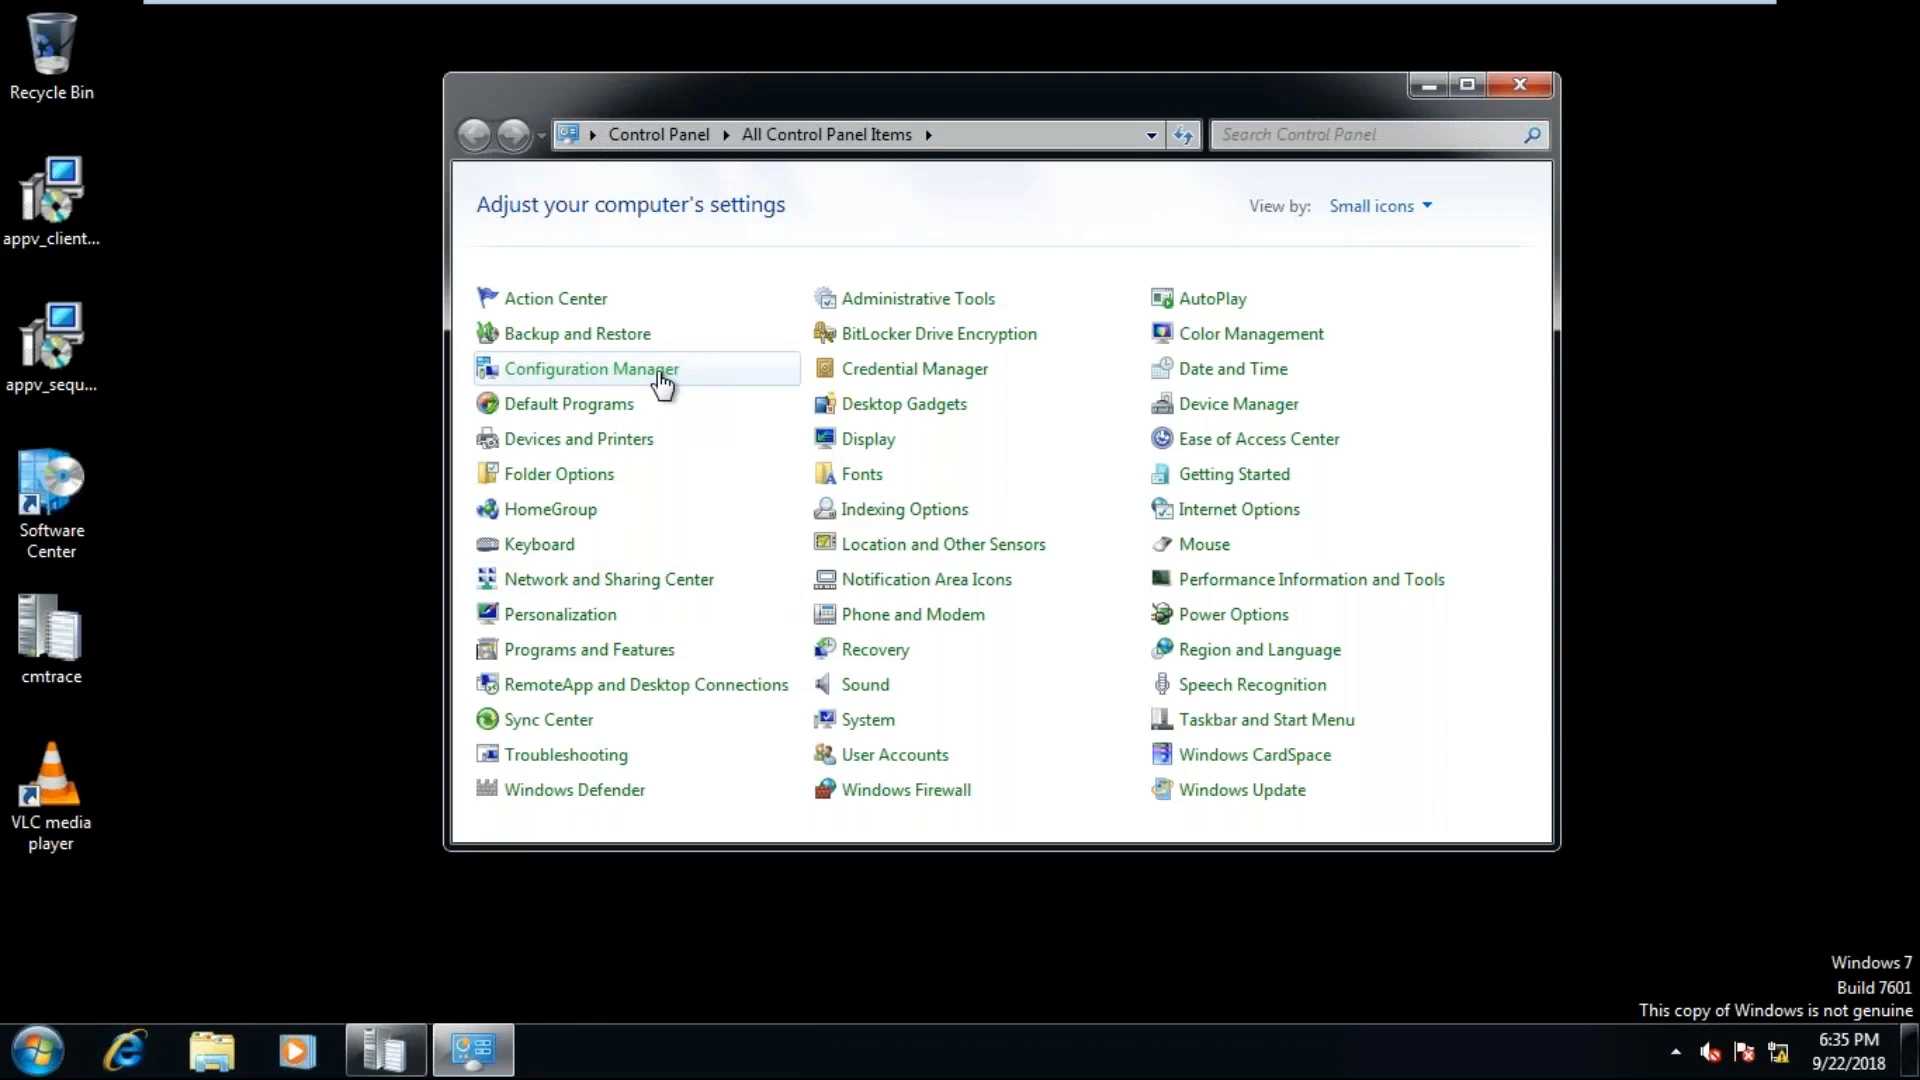 Recycle Bin
appv_client...
appv_sequ...
Software
Center
cmtrace
VLC media
player
Control Panel
All Control Panel Items
Search Control Panel
Adjust your computer's settings
View by:
Small icons
Action Center
Administrative Tools
AutoPlay
Backup and Restore
BitLocker Drive Encryption
Color Management
Configuration Manager
Credential Manager
Date and Time
Default Programs
Desktop Gadgets
Device Manager
Devices and Printers
Display
Ease of Access Center
Folder Options
Fonts
Getting Started
HomeGroup
Indexing Options
Internet Options
Keyboard
Location and Other Sensors
Mouse
Network and Sharing Center
Notification Area Icons
Performance Information and Tools
Personalization
Phone and Modem
Power Options
Programs and Features
Recovery
Region and Language
RemoteApp and Desktop Connections
Sound
Speech Recognition
Sync Center
System
Taskbar and Start Menu
Troubleshooting
User Accounts
Windows CardSpace
Windows Defender
Windows Firewall
Windows Update
Windows 7
Build 7601
This copy of Windows is not genuine
6:35 PM
9/22/2018